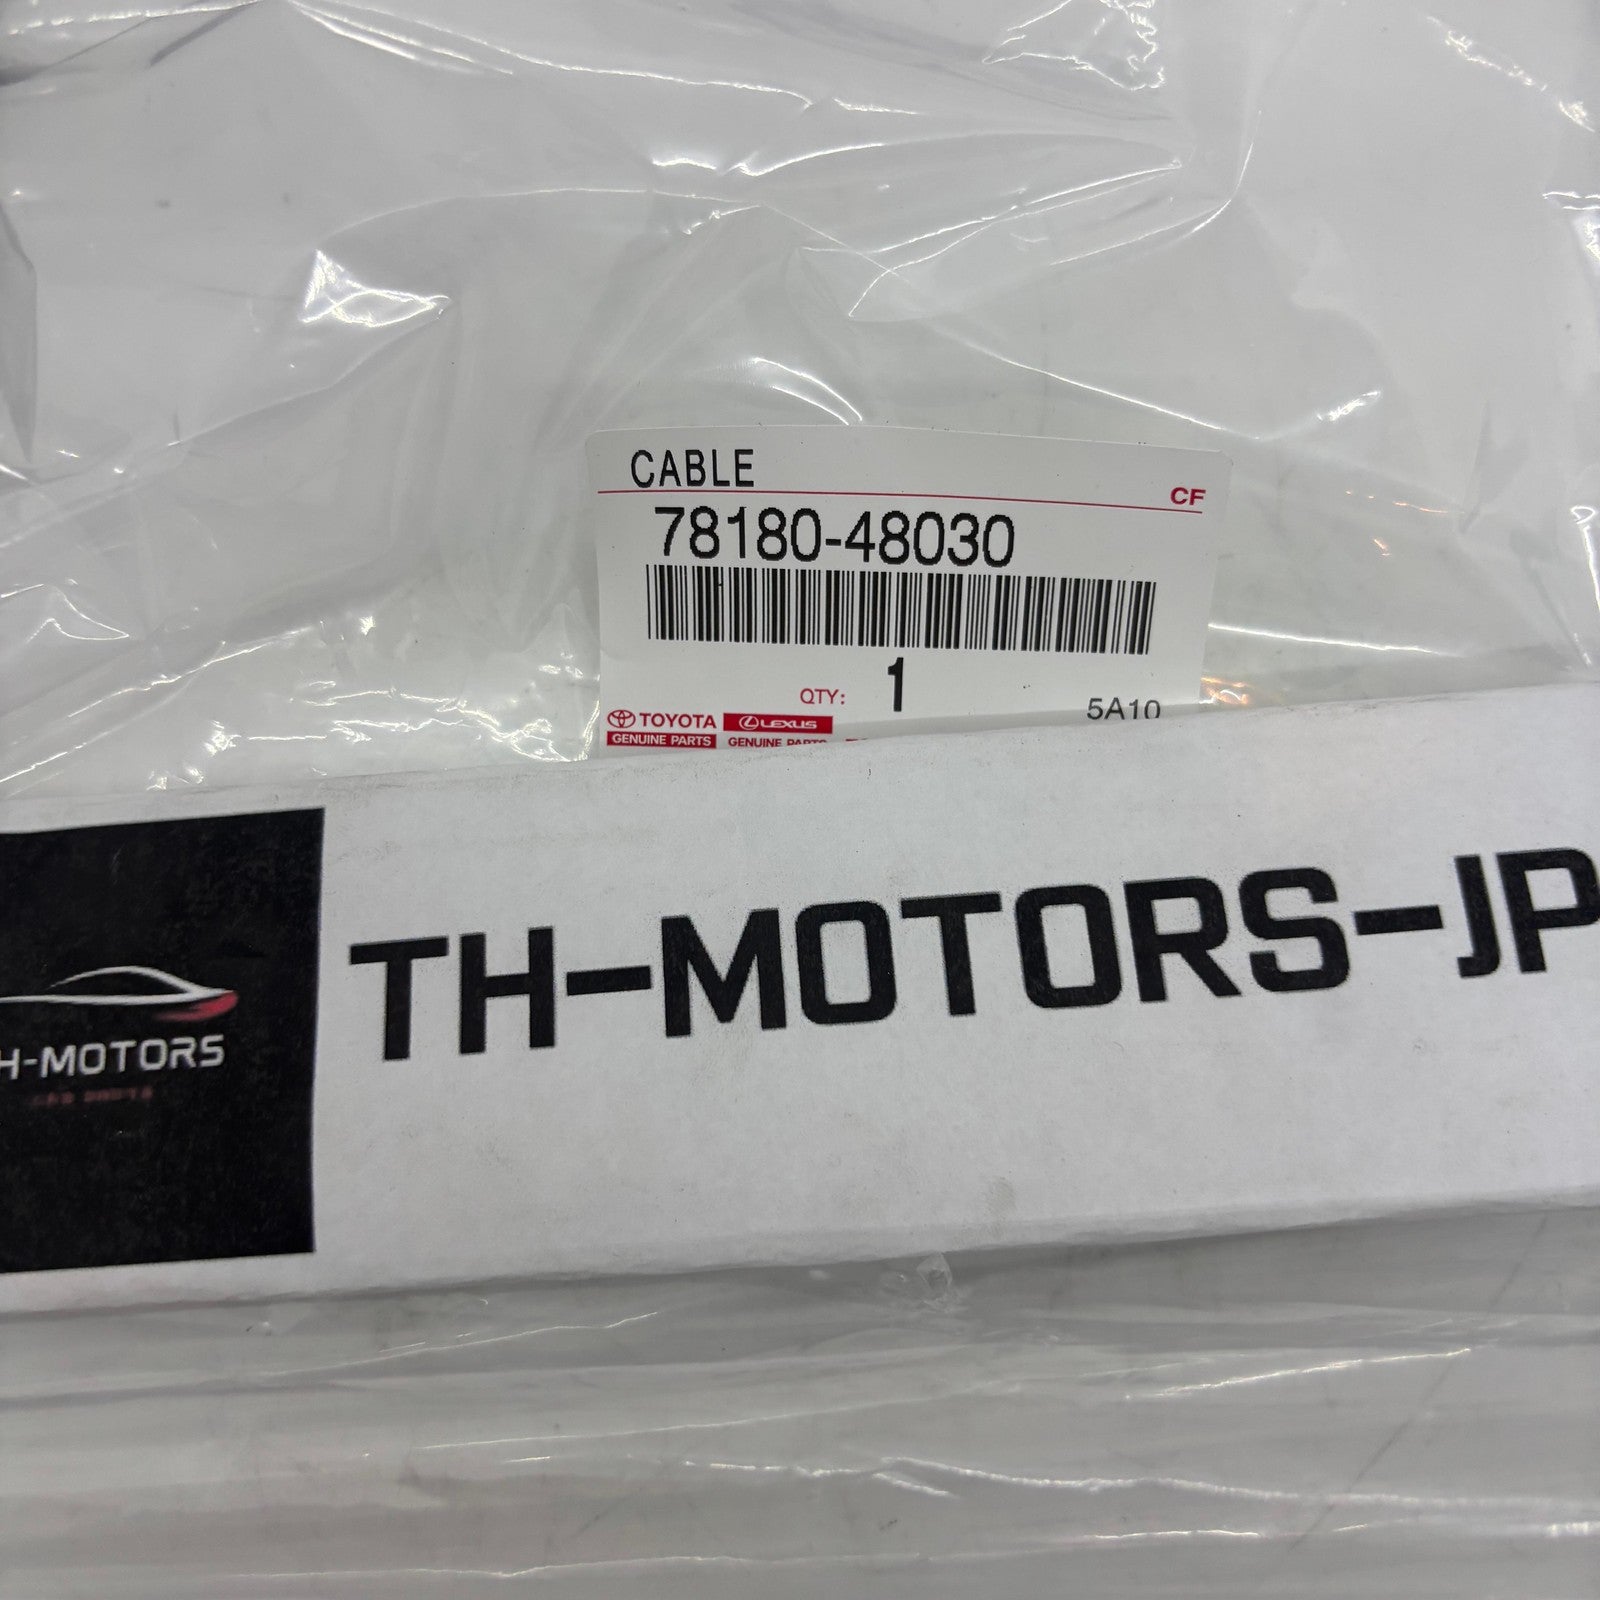 CABLE
CF
78180-48030
QTY: 1
5A10
TOYOTA LEXUS
GENUINE PARTS GENUINE PARTS
TH-MOTORS-JP
H-MOTORS